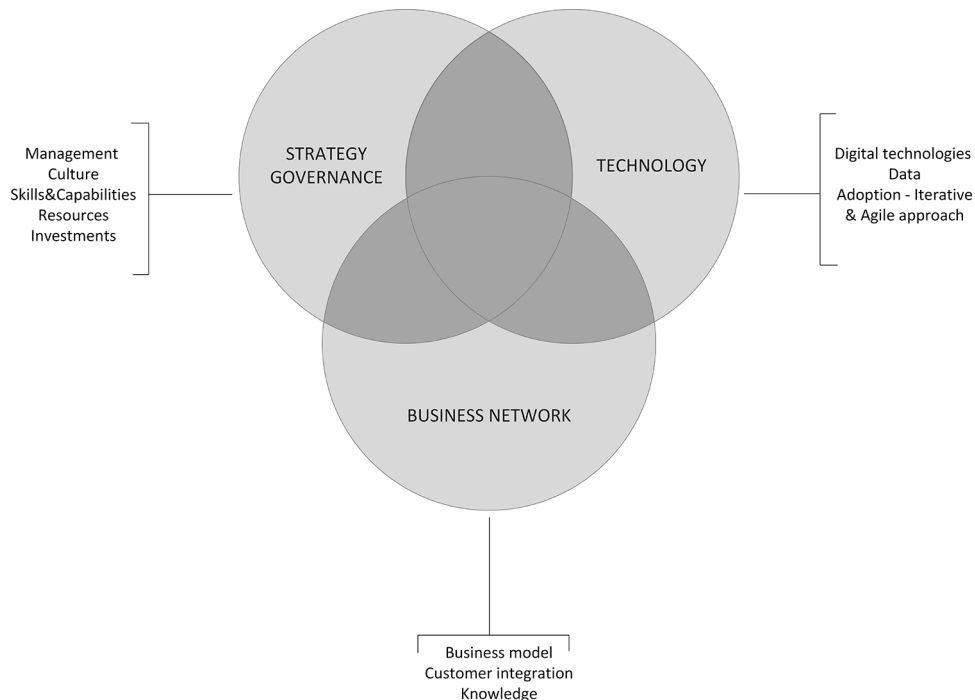 STRATEGY
GOVERNANCE
TECHNOLOGY
Management
Culture
Skills&Capabilities
Resources
Investments
Digital technologies
Data
Adoption - Iterative
& Agile approach
BUSINESS NETWORK
Business model
Customer integration
Knowledge